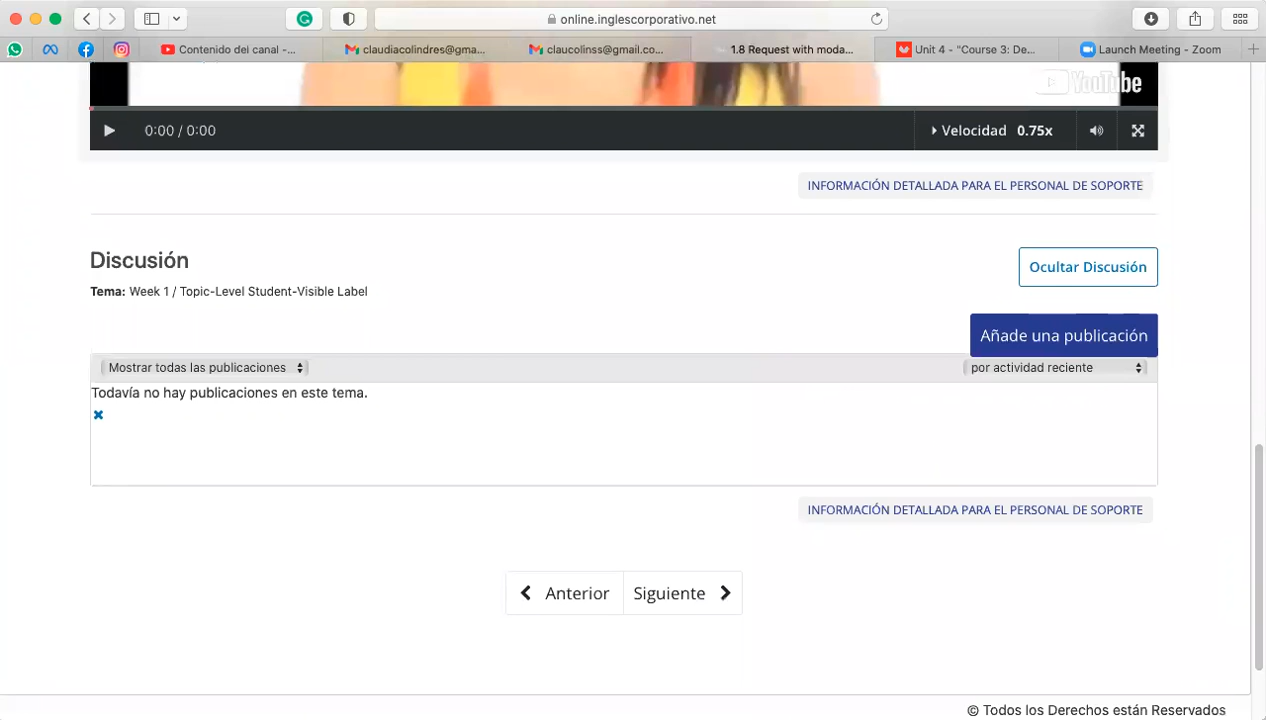 online.inglescorporativo.net
Contenido del canal -...
claudiacolindres@gma...
claucolinss@gmail.co...
1.8 Request with moda...
Unit 4 - "Course 3: De...
Launch Meeting - Zoom
YouTube
0:00 / 0:00
Velocidad 0.75x
INFORMACIÓN DETALLADA PARA EL PERSONAL DE SOPORTE
Discusión
Ocultar Discusión
Tema: Week 1 / Topic-Level Student-Visible Label
Añade una publicación
Mostrar todas las publicaciones
por actividad reciente
Todavía no hay publicaciones en este tema.
INFORMACIÓN DETALLADA PARA EL PERSONAL DE SOPORTE
Anterior
Siguiente
© Todos los Derechos están Reservados